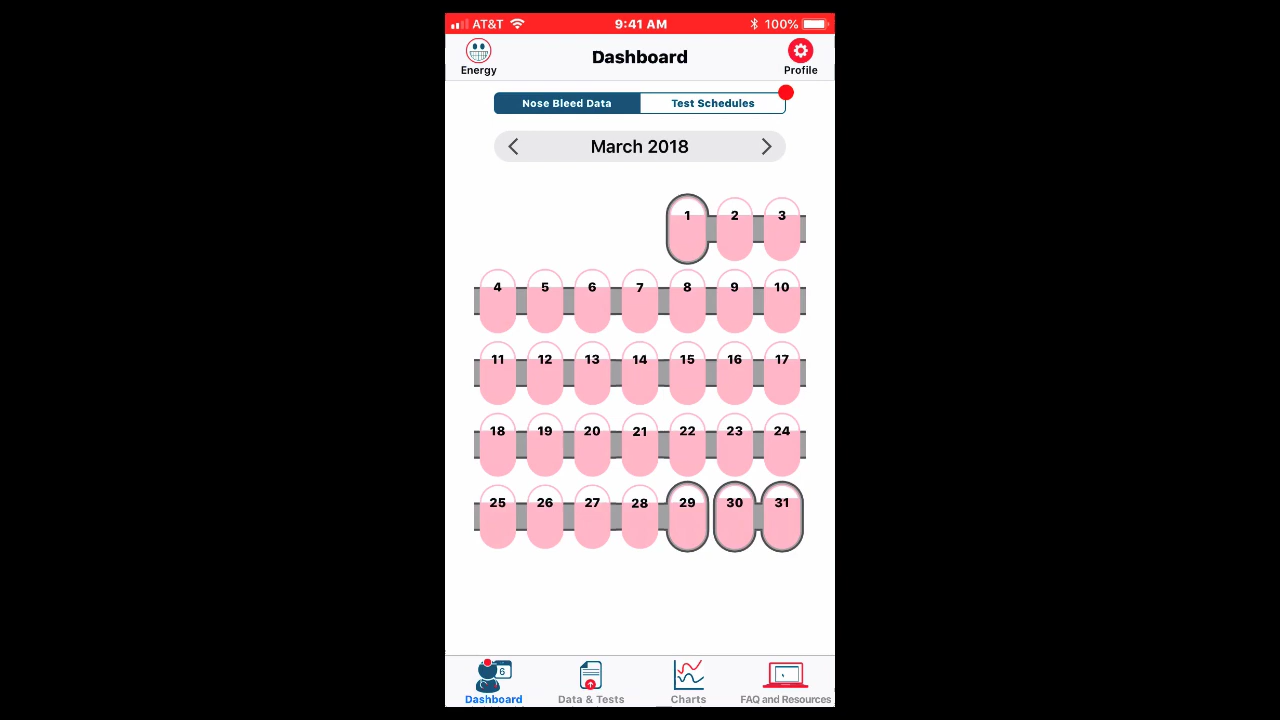 AT&T 9:41 AM 100%
Energy Dashboard Profile
Nose Bleed Data Test Schedules
March 2018
1 2 3
4 5 6 7 8 9 10
11 12 13 14 15 16 17
18 19 20 21 22 23 24
25 26 27 28 29 30 31
6
Dashboard Data & Tests Charts FAQ and Resources